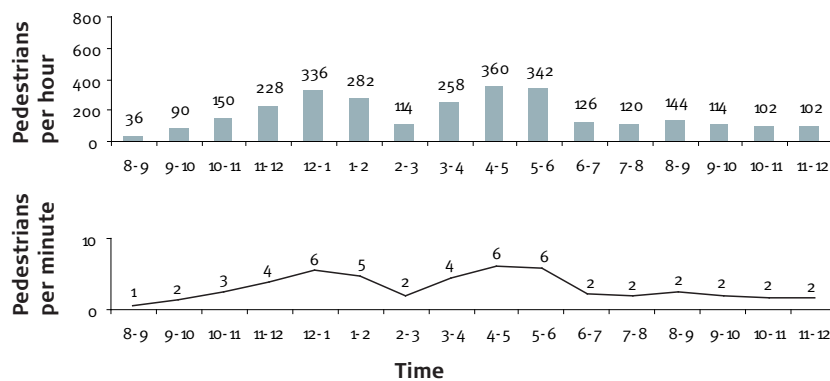 Pedestrians
per hour
800
600
400
200
0
36 90 150 228 336 282 114 258 360 342 126 120 144 114 102 102
8-9 9-10 10-11 11-12 12-1 1-2 2-3 3-4 4-5 5-6 6-7 7-8 8-9 9-10 10-11 11-12
Pedestrians
per minute
10
0
1 2 3 4 6 5 2 4 6 6 2 2 2 2 2 2
8-9 9-10 10-11 11-12 12-1 1-2 2-3 3-4 4-5 5-6 6-7 7-8 8-9 9-10 10-11 11-12
Time